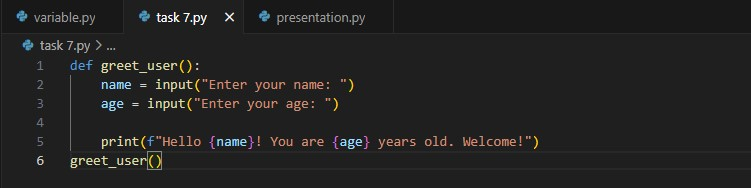 variable.py task 7.py × presentation.py
task 7.py > ...
1 def greet_user():
2     name = input("Enter your name: ")
3     age = input("Enter your age: ")
4
5     print(f"Hello {name}! You are {age} years old. Welcome!")
6 greet_user()